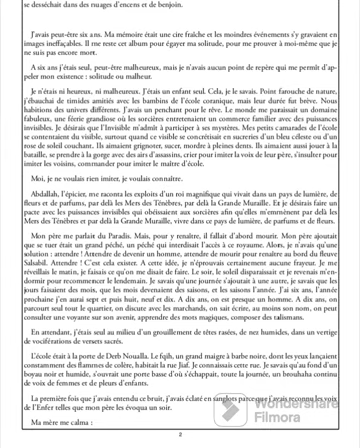 se desséchait dans des nuages d'encens et de benjoin.
J'avais peut-être six ans. Ma mémoire était une cire fraîche et les moindres événements s'y gravaient en
images ineffaçables. Il me reste cet album pour égayer ma solitude, pour me prouver à moi-même que je
ne suis pas encore mort.
A six ans j'étais seul, peut-être malheureux, mais je n'avais aucun point de repère qui me permît d'ap-
peler mon existence : solitude ou malheur.
Je n'étais ni heureux, ni malheureux. J'étais un enfant seul. Cela, je le savais. Point farouche de nature,
j'ébauchai de timides amitiés avec les bambins de l'école coranique, mais leur durée fut brève. Nous
habitions des univers différents. J'avais un penchant pour le rêve. Le monde me paraissait un domaine
fabuleux, une féerie grandiose où les sorcières entretenaient un commerce familier avec des puissances
invisibles. Je désirais que l'Invisible m'admît à participer à ses mystères. Mes petits camarades de l'école
se contentaient du visible, surtout quand ce visible se concrétisait en sucreries d'un bleu céleste ou d'un
rose de soleil couchant. Ils aimaient grignoter, sucer, mordre à pleines dents. Ils aimaient aussi jouer à la
bataille, se prendre à la gorge avec des airs d'assassins, crier pour imiter la voix de leur père, s'insulter pour
imiter les voisins, commander pour imiter le maître d'école.
Moi, je ne voulais rien imiter, je voulais connaître.
Abdallah, l'épicier, me raconta les exploits d'un roi magnifique qui vivait dans un pays de lumière, de
fleurs et de parfums, par delà les Mers des Ténèbres, par delà la Grande Muraille. Et je désirais faire un
pacte avec les puissances invisibles qui obéissaient aux sorcières afin qu'elles m'emmènent par delà les
Mers des Ténèbres et par delà la Grande Muraille, vivre dans ce pays de lumière, de parfums et de fleurs.
Mon père me parlait du Paradis. Mais, pour y renaître, il fallait d'abord mourir. Mon père ajoutait
que se tuer était un grand péché, un péché qui interdisait l'accès à ce royaume. Alors, je n'avais qu'une
solution : attendre ! Attendre de devenir un homme, attendre de mourir pour renaître au bord du fleuve
Salsabil. Attendre ! C'est cela exister. A cette idée, je n'éprouvais certainement aucune frayeur. Je me
réveillais le matin, je faisais ce qu'on me disait de faire. Le soir, le soleil disparaissait et je revenais m'en-
dormir pour recommencer le lendemain. Je savais qu'une journée s'ajoutait à une autre, je savais que les
jours faisaient des mois, que les mois devenaient des saisons, et les saisons l'année. J'ai six ans, l'année
prochaine j'en aurai sept et puis huit, neuf et dix. A dix ans, on est presque un homme. A dix ans, on
parcourt seul tout le quartier, on discute avec les marchands, on sait écrire, au moins son nom, on peut
consulter une voyante sur son avenir, apprendre des mots magiques, composer des talismans.
En attendant, j'étais seul au milieu d'un grouillement de têtes rasées, de nez humides, dans un vertige
de vociférations de versets sacrés.
L'école était à la porte de Derb Noualla. Le fqih, un grand maigre à barbe noire, dont les yeux lançaient
constamment des flammes de colère, habitait la rue Jiaf. Je connaissais cette rue. Je savais qu'au fond d'un
boyau noir et humide, s'ouvrait une porte basse d'où s'échappait, toute la journée, un brouhaha continu
de voix de femmes et de pleurs d'enfants.
La première fois que j'avais entendu ce bruit, j'avais éclaté en sanglots parce que j'avais reconnu les voix
de l'Enfer telles que mon père les évoqua un soir.
Ma mère me calma :
2
Wondershare
Filmora